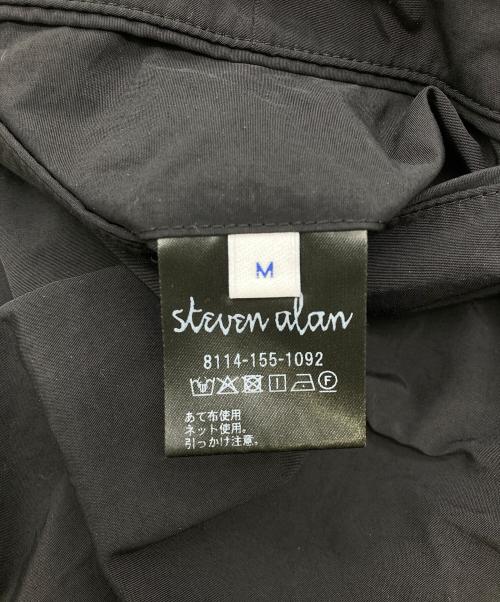 M
steven alan
8114-155-1092
あて布使用
ネット使用。
引っかけ注意。